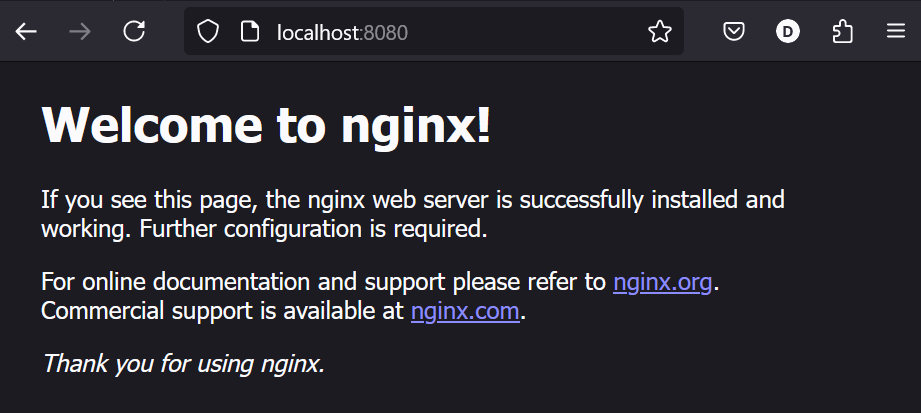 localhost:8080
D
Welcome to nginx!
If you see this page, the nginx web server is successfully installed and
working. Further configuration is required.
For online documentation and support please refer to nginx.org.
Commercial support is available at nginx.com.
Thank you for using nginx.